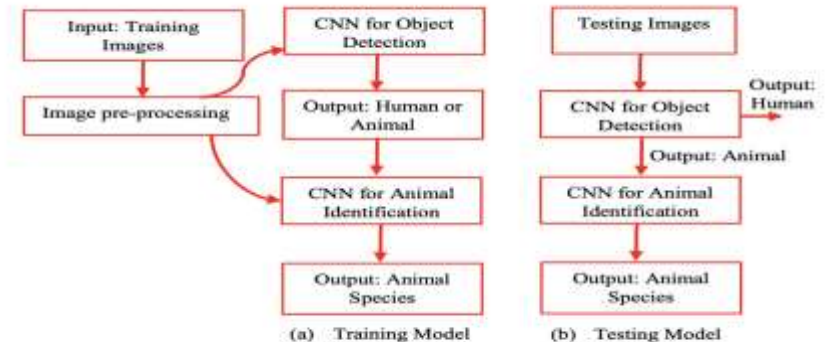 Input: Training
Images
Image pre-processing
CNN for Object
Detection
Output: Human or
Animal
CNN for Animal
Identification
Output: Animal
Species
(a) Training Model
Testing Images
CNN for Object
Detection
Output:
Human
Output: Animal
CNN for Animal
Identification
Output: Animal
Species
(b) Testing Model